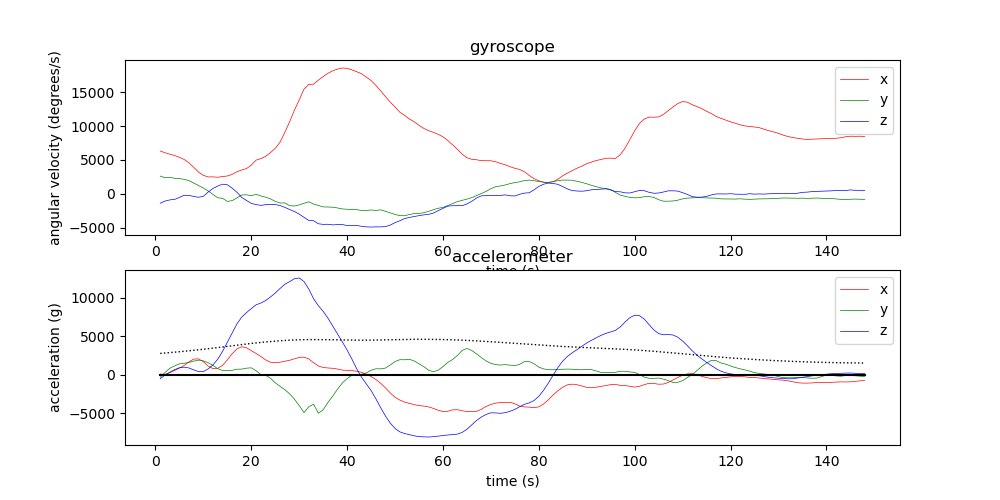 gyroscope
angular velocity (degrees/s)
15000
10000
5000
0
−5000
x
y
z
0 20 40 60 80 100 120 140
time (s)
accelerometer
acceleration (g)
10000
5000
0
−5000
x
y
z
0 20 40 60 80 100 120 140
time (s)